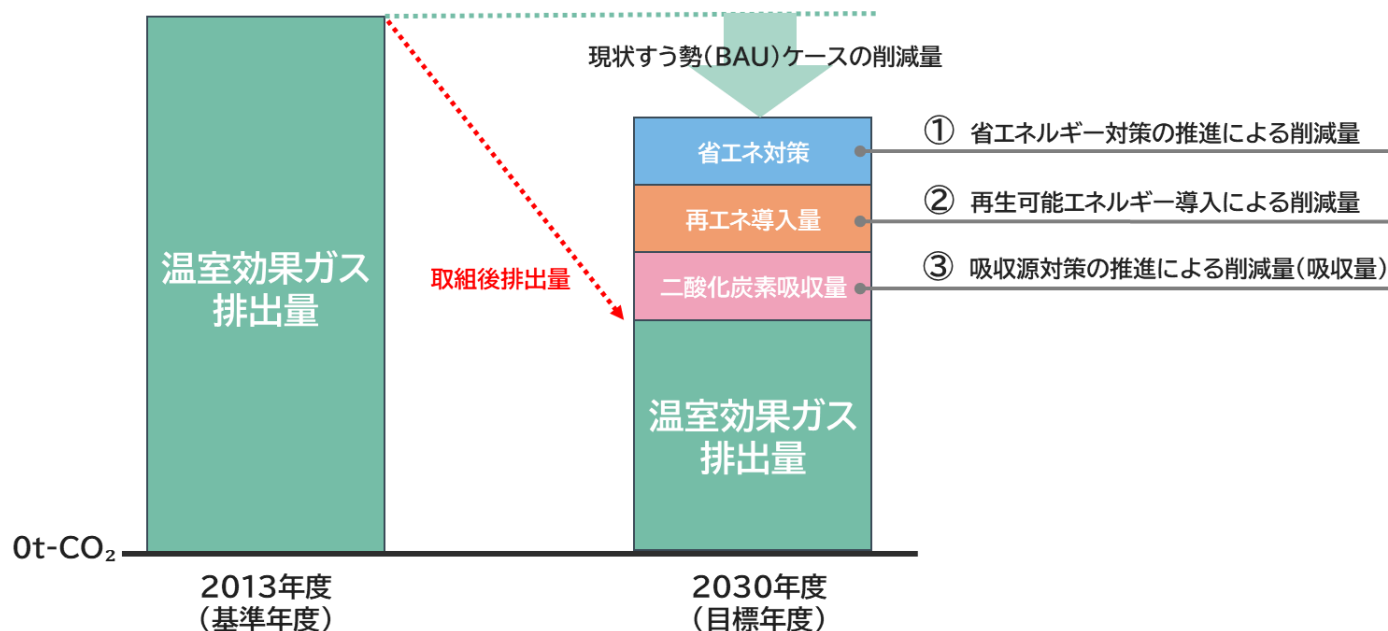 現状すう勢(BAU)ケースの削減量
温室効果ガス
排出量
取組後排出量
省エネ対策
再エネ導入量
二酸化炭素吸収量
温室効果ガス
排出量
① 省エネルギー対策の推進による削減量
② 再生可能エネルギー導入による削減量
③ 吸収源対策の推進による削減量(吸収量)
0t-CO₂
2013年度
(基準年度)
2030年度
(目標年度)